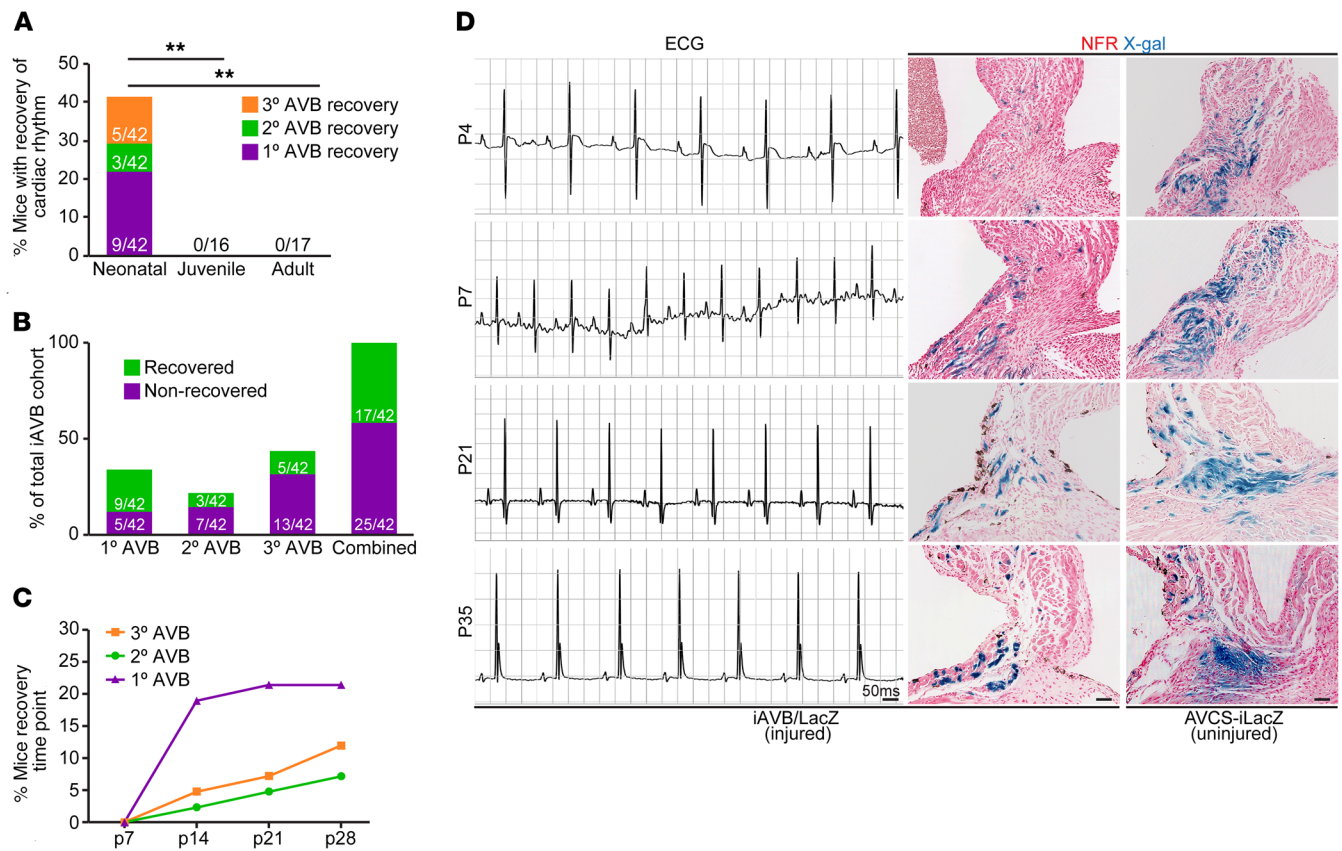 A
**
**
50
40
30
20
10
0
% Mice with recovery of
cardiac rhythm
3º AVB recovery
2º AVB recovery
1º AVB recovery
5/42
3/42
9/42
0/16
0/17
Neonatal Juvenile Adult
B
100
50
0
% of total iAVB cohort
Recovered
Non-recovered
9/42
5/42
3/42
7/42
5/42
13/42
17/42
25/42
1º AVB 2º AVB 3º AVB Combined
C
30
25
20
15
10
5
0
% Mice recovery
time point
3º AVB
2º AVB
1º AVB
p7 p14 p21 p28
D
ECG
NFR X-gal
P4
P7
P21
P35
50ms
iAVB/LacZ
(injured)
AVCS-iLacZ
(uninjured)